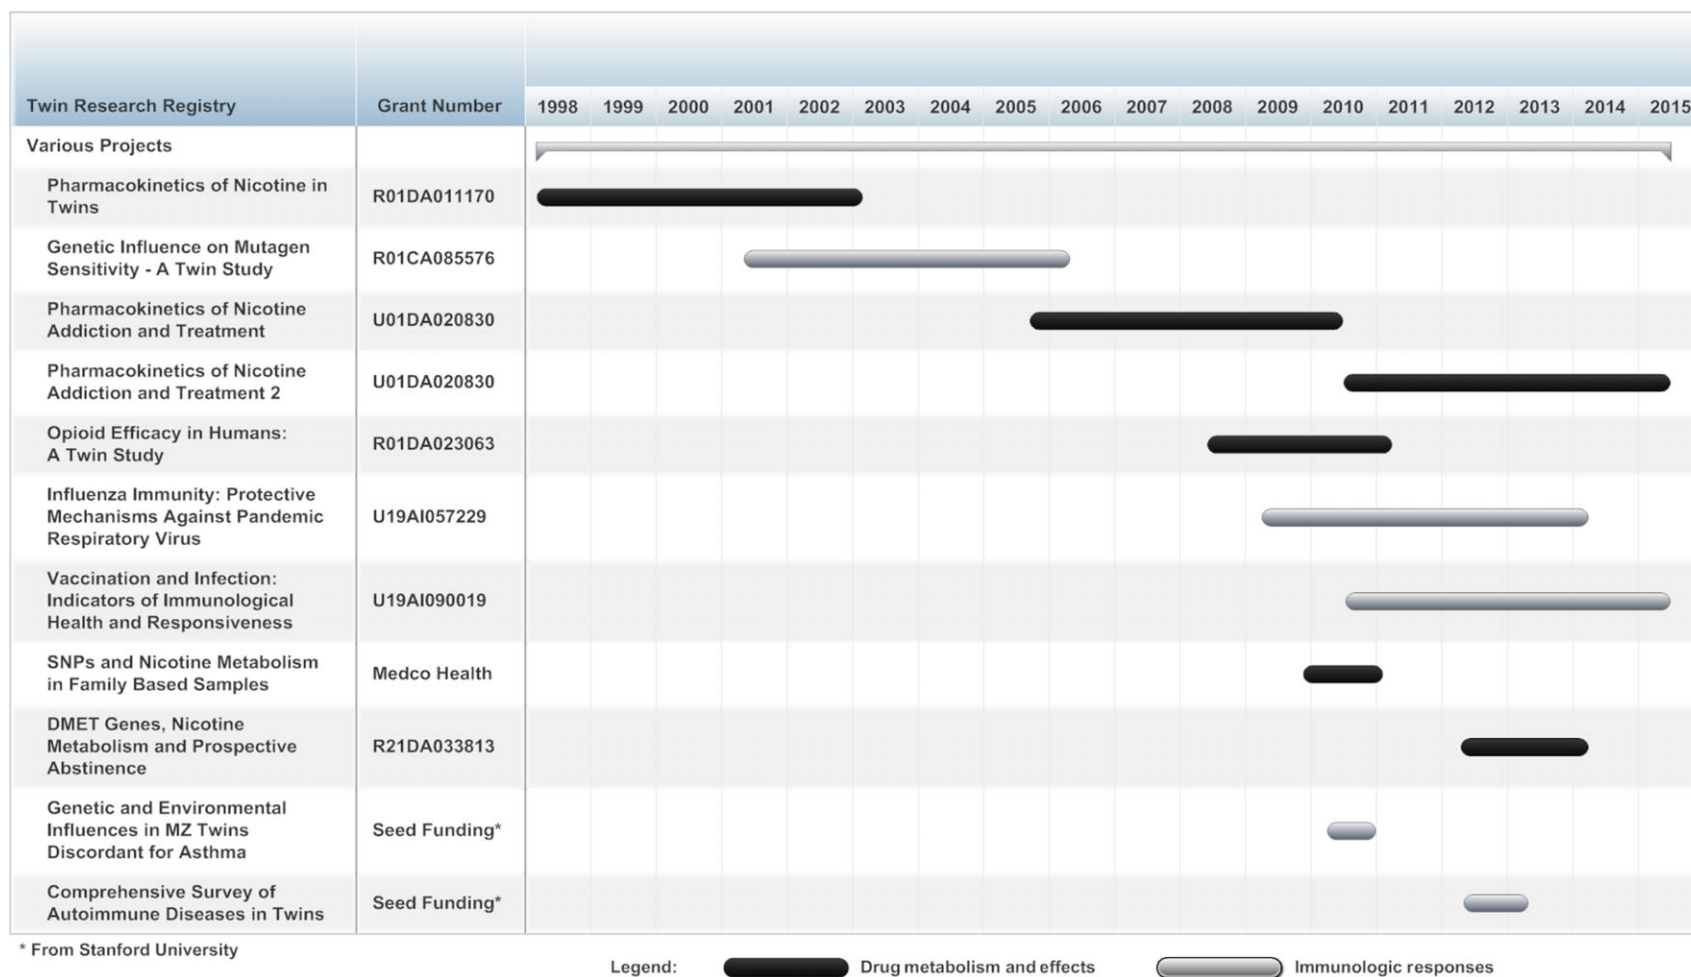 Twin Research Registry Grant Number 1998 1999 2000 2001 2002 2003 2004 2005 2006 2007 2008 2009 2010 2011 2012 2013 2014 2015
Various Projects
Pharmacokinetics of Nicotine in
Twins
R01DA011170
Genetic Influence on Mutagen
Sensitivity - A Twin Study
R01CA085576
Pharmacokinetics of Nicotine
Addiction and Treatment
U01DA020830
Pharmacokinetics of Nicotine
Addiction and Treatment 2
U01DA020830
Opioid Efficacy in Humans:
A Twin Study
R01DA023063
Influenza Immunity: Protective
Mechanisms Against Pandemic
Respiratory Virus
U19AI057229
Vaccination and Infection:
Indicators of Immunological
Health and Responsiveness
U19AI090019
SNPs and Nicotine Metabolism
in Family Based Samples
Medco Health
DMET Genes, Nicotine
Metabolism and Prospective
Abstinence
R21DA033813
Genetic and Environmental
Influences in MZ Twins
Discordant for Asthma
Seed Funding*
Comprehensive Survey of
Autoimmune Diseases in Twins
Seed Funding*
* From Stanford University
Legend: Drug metabolism and effects Immunologic responses